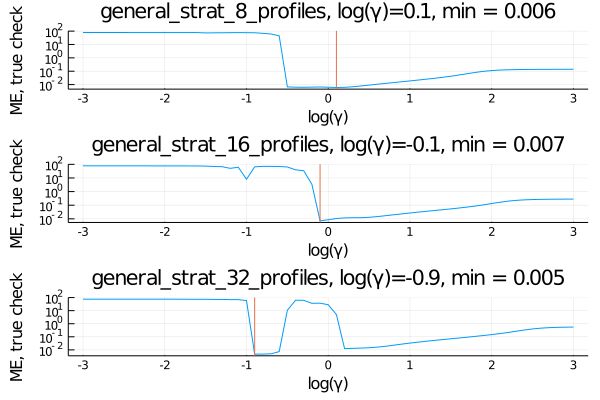 general_strat_8_profiles, log(γ)=0.1, min = 0.006
ME, true check
10²
10¹
10⁰
10⁻¹
10⁻²
-3 -2 -1 0 1 2 3
log(γ)
general_strat_16_profiles, log(γ)=-0.1, min = 0.007
ME, true check
10²
10¹
10⁰
10⁻¹
10⁻²
-3 -2 -1 0 1 2 3
log(γ)
general_strat_32_profiles, log(γ)=-0.9, min = 0.005
ME, true check
10²
10¹
10⁰
10⁻¹
10⁻²
-3 -2 -1 0 1 2 3
log(γ)